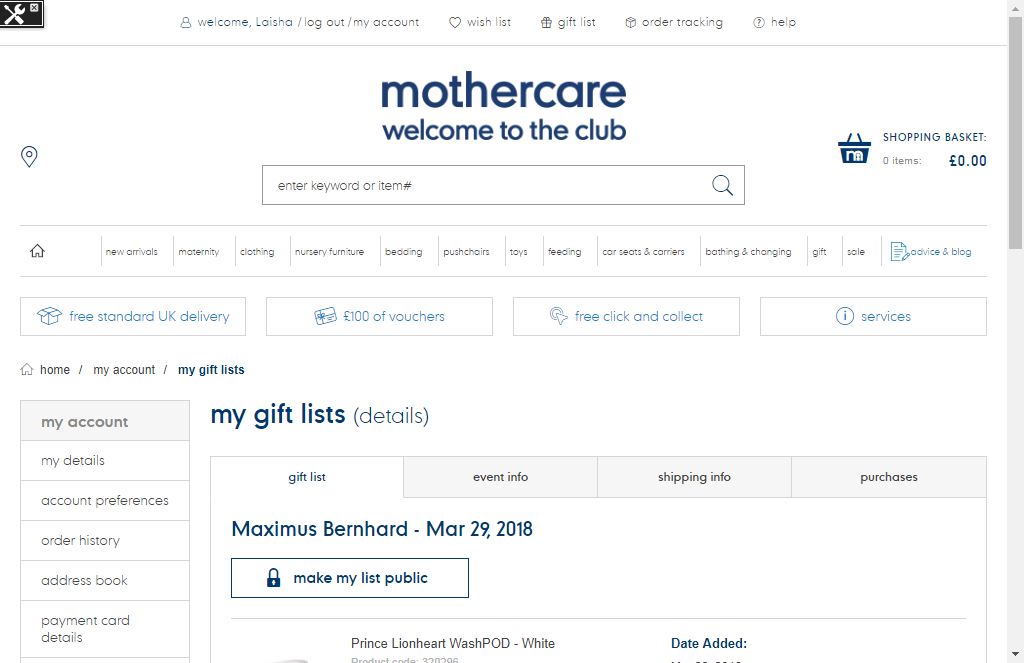 welcome, Laisha / log out / my account
wish list
gift list
order tracking
help
mothercare
welcome to the club
SHOPPING BASKET:
0 items: £0.00
enter keyword or item#
new arrivals
maternity
clothing
nursery furniture
bedding
pushchairs
toys
feeding
car seats & carriers
bathing & changing
gift
sale
advice & blog
free standard UK delivery
£100 of vouchers
free click and collect
services
home / my account / my gift lists
my account
my details
account preferences
order history
address book
payment card
details
my gift lists (details)
gift list
event info
shipping info
purchases
Maximus Bernhard - Mar 29, 2018
make my list public
Prince Lionheart WashPOD - White
Product code: 320296
Date Added: